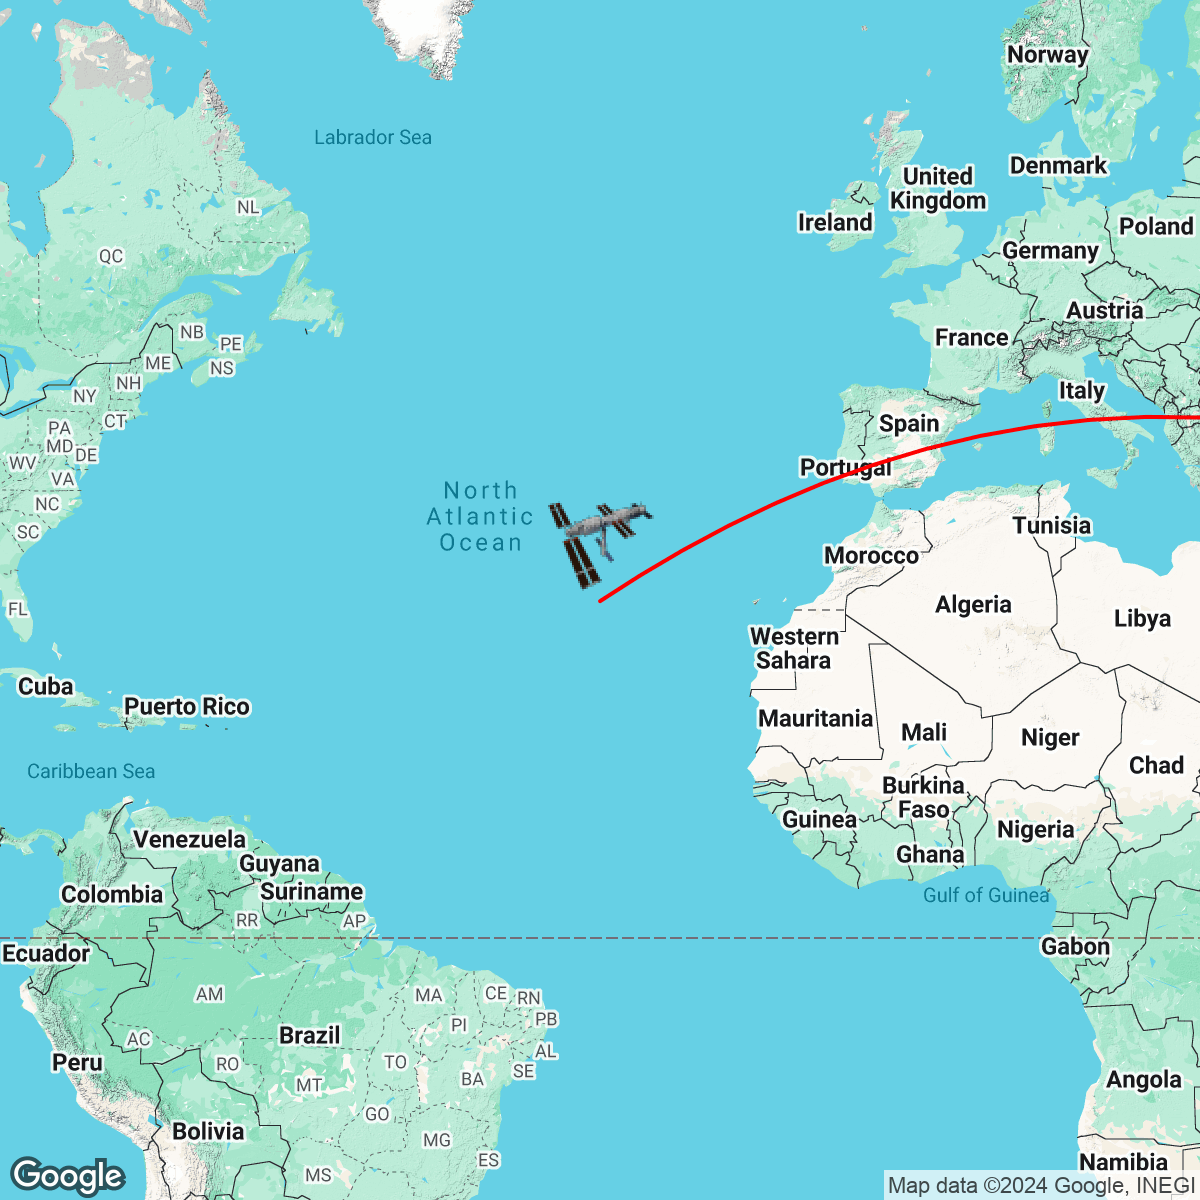 Norway
Labrador Sea
Denmark
United
Kingdom
NL
Ireland
Poland
Germany
QC
Austria
NB
France
PE
ME
NS
NH
Italy
NY
CT
Spain
PA
MD
DE
WV
Portugal
VA
North
Atlantic
Ocean
NC
Tunisia
SC
Morocco
Algeria
FL
Libya
Western
Sahara
Cuba
Puerto Rico
Mauritania
Mali
Niger
Chad
Caribbean Sea
Burkina
Faso
Guinea
Nigeria
Venezuela
Ghana
Guyana
Suriname
Colombia
Gulf of Guinea
RR
AP
Ecuador
Gabon
AM
MA
CE
RN
PB
PI
Brazil
AC
AL
Peru
RO
TO
SE
MT
BA
Angola
GO
Bolivia
MG
ES
Namibia
MS
Google
Map data ©2024 Google, INEGI